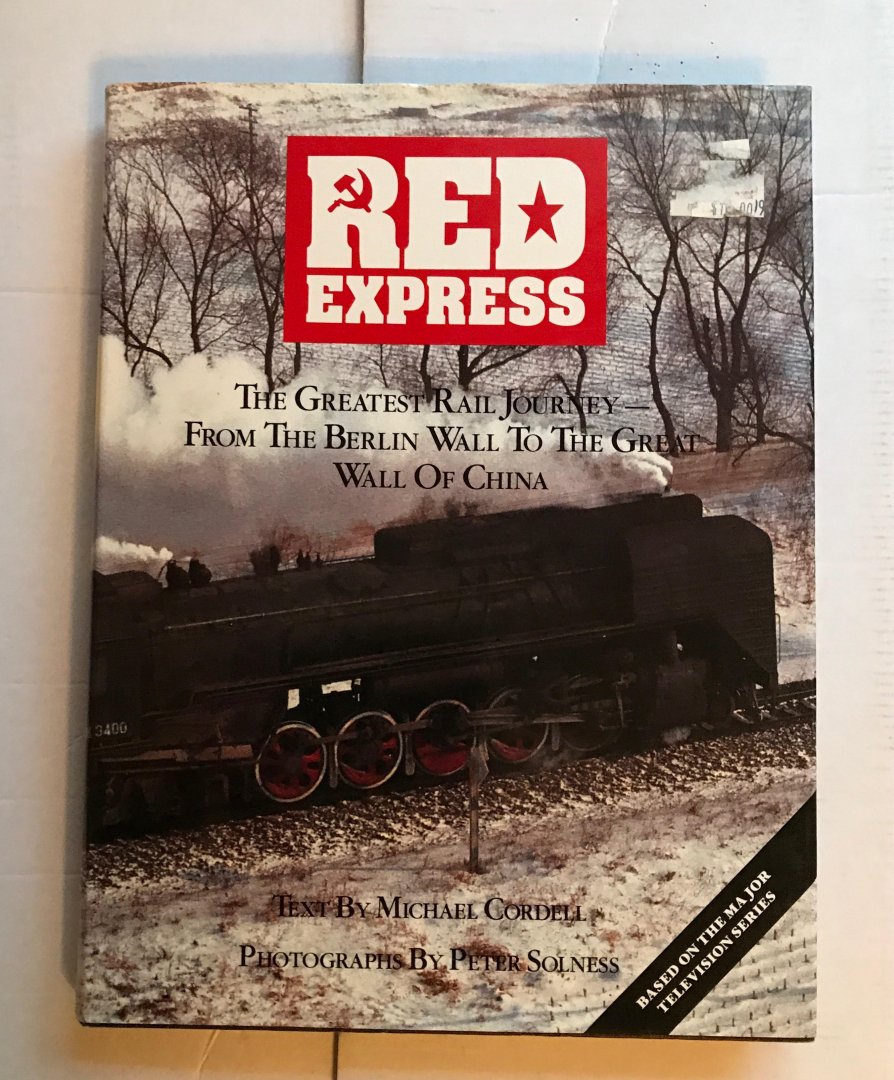 RED
EXPRESS
THE GREATEST RAIL JOURNEY—
FROM THE BERLIN WALL TO THE GREAT
WALL OF CHINA
3400
TEXT BY MICHAEL CORDELL
PHOTOGRAPHS BY PETER SOLNESS
BASED ON THE MAJOR
TELEVISION SERIES